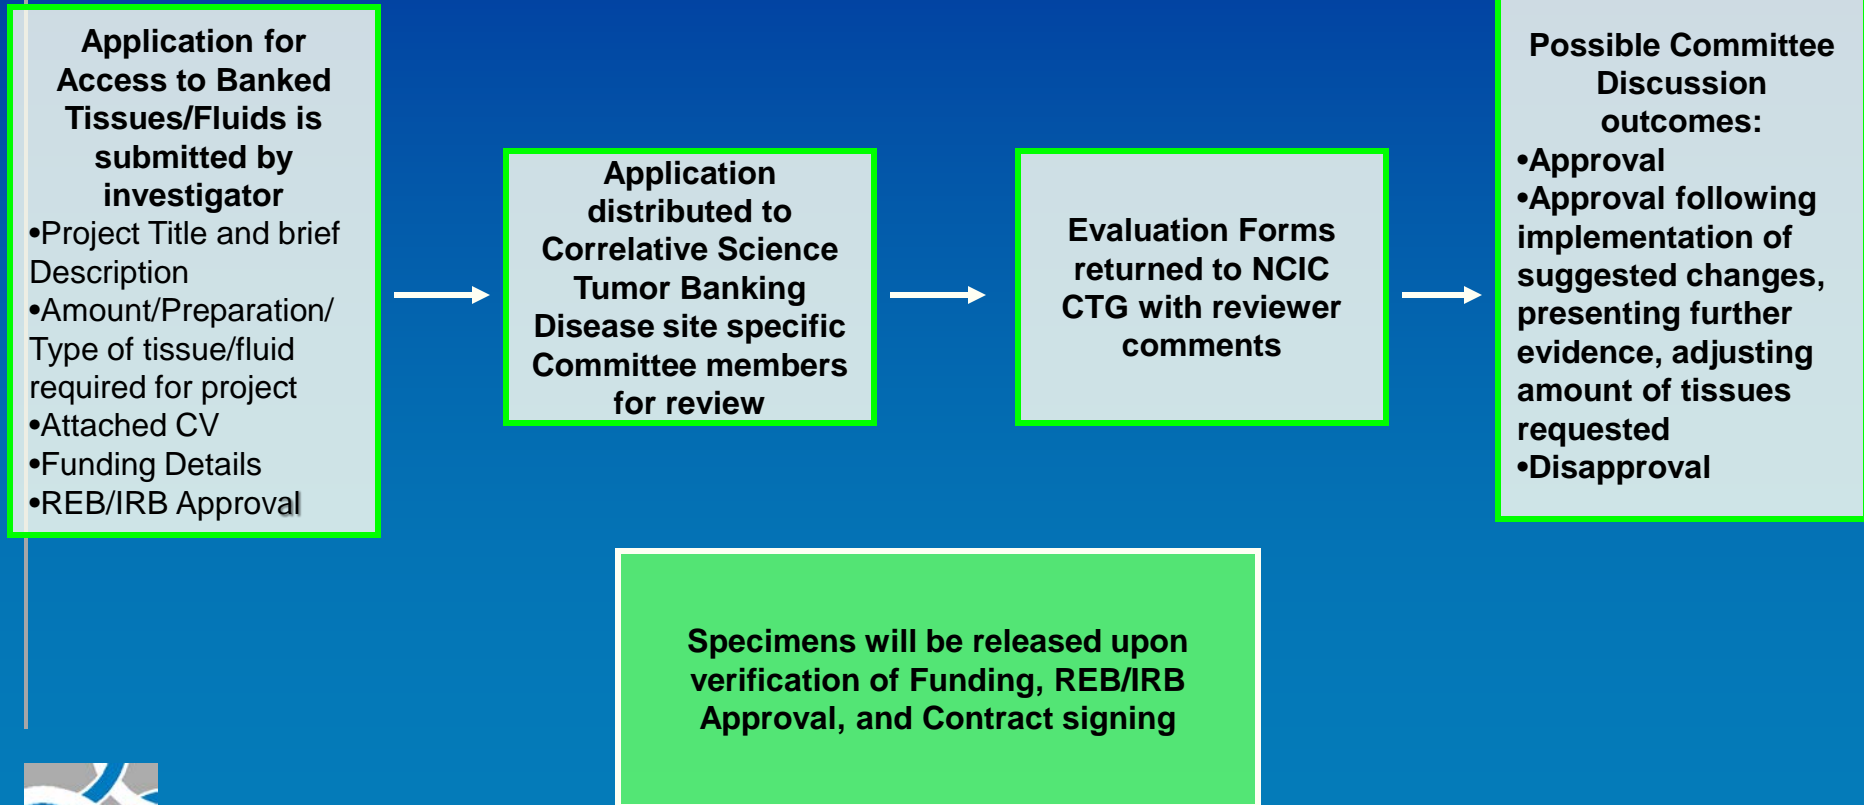 Application for
Access to Banked
Tissues/Fluids is
submitted by
investigator
•Project Title and brief
Description
•Amount/Preparation/
Type of tissue/fluid
required for project
•Attached CV
•Funding Details
•REB/IRB Approval
Application
distributed to
Correlative Science
Tumor Banking
Disease site specific
Committee members
for review
Evaluation Forms
returned to NCIC
CTG with reviewer
comments
Possible Committee
Discussion
outcomes:
•Approval
•Approval following
implementation of
suggested changes,
presenting further
evidence, adjusting
amount of tissues
requested
•Disapproval
Specimens will be released upon
verification of Funding, REB/IRB
Approval, and Contract signing